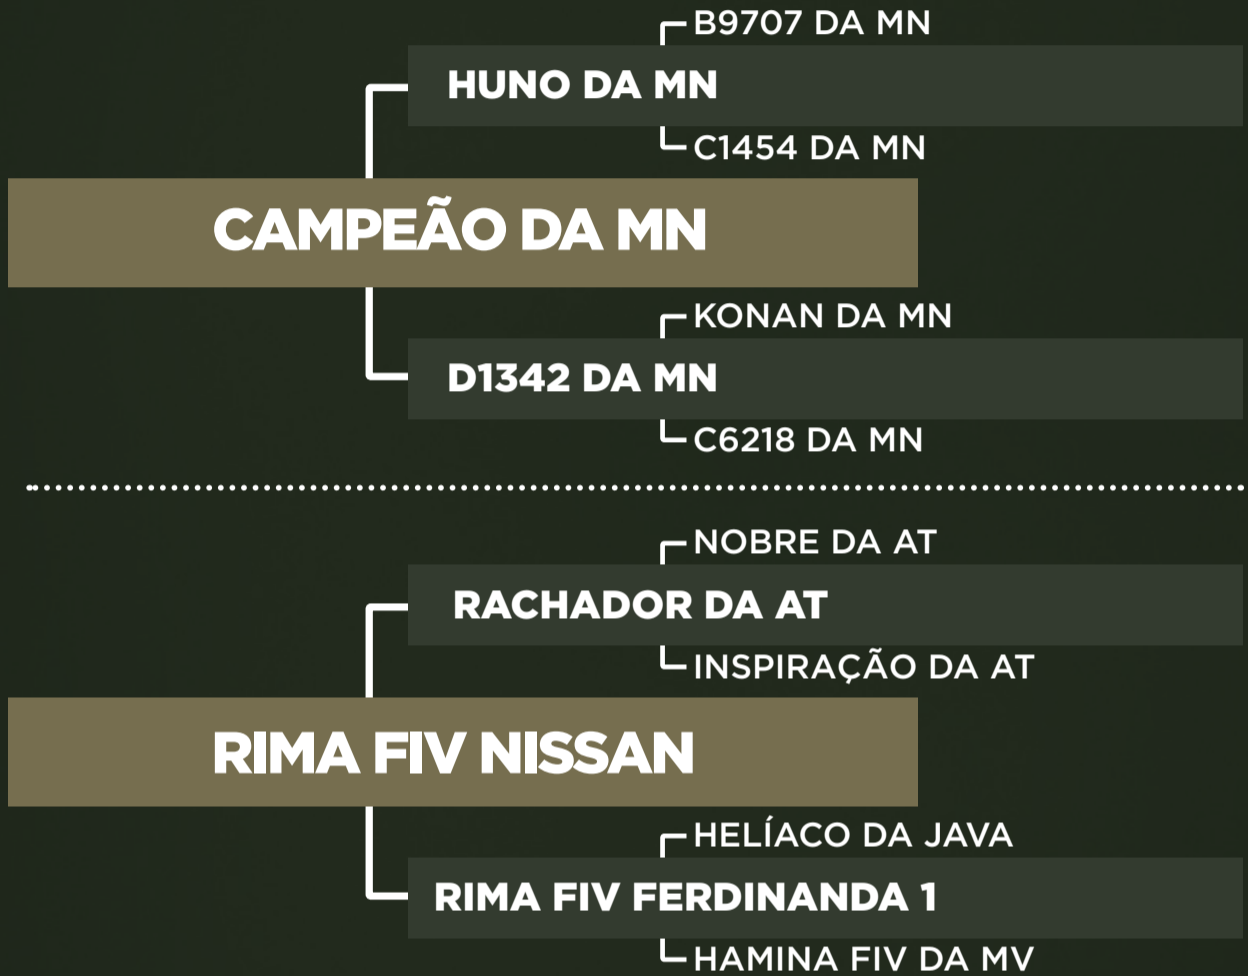 B9707 DA MN
HUNO DA MN
C1454 DA MN
CAMPEÃO DA MN
KONAN DA MN
D1342 DA MN
C6218 DA MN
NOBRE DA AT
RACHADOR DA AT
INSPIRAÇÃO DA AT
RIMA FIV NISSAN
HELÍACO DA JAVA
RIMA FIV FERDINANDA 1
HAMINA FIV DA MV